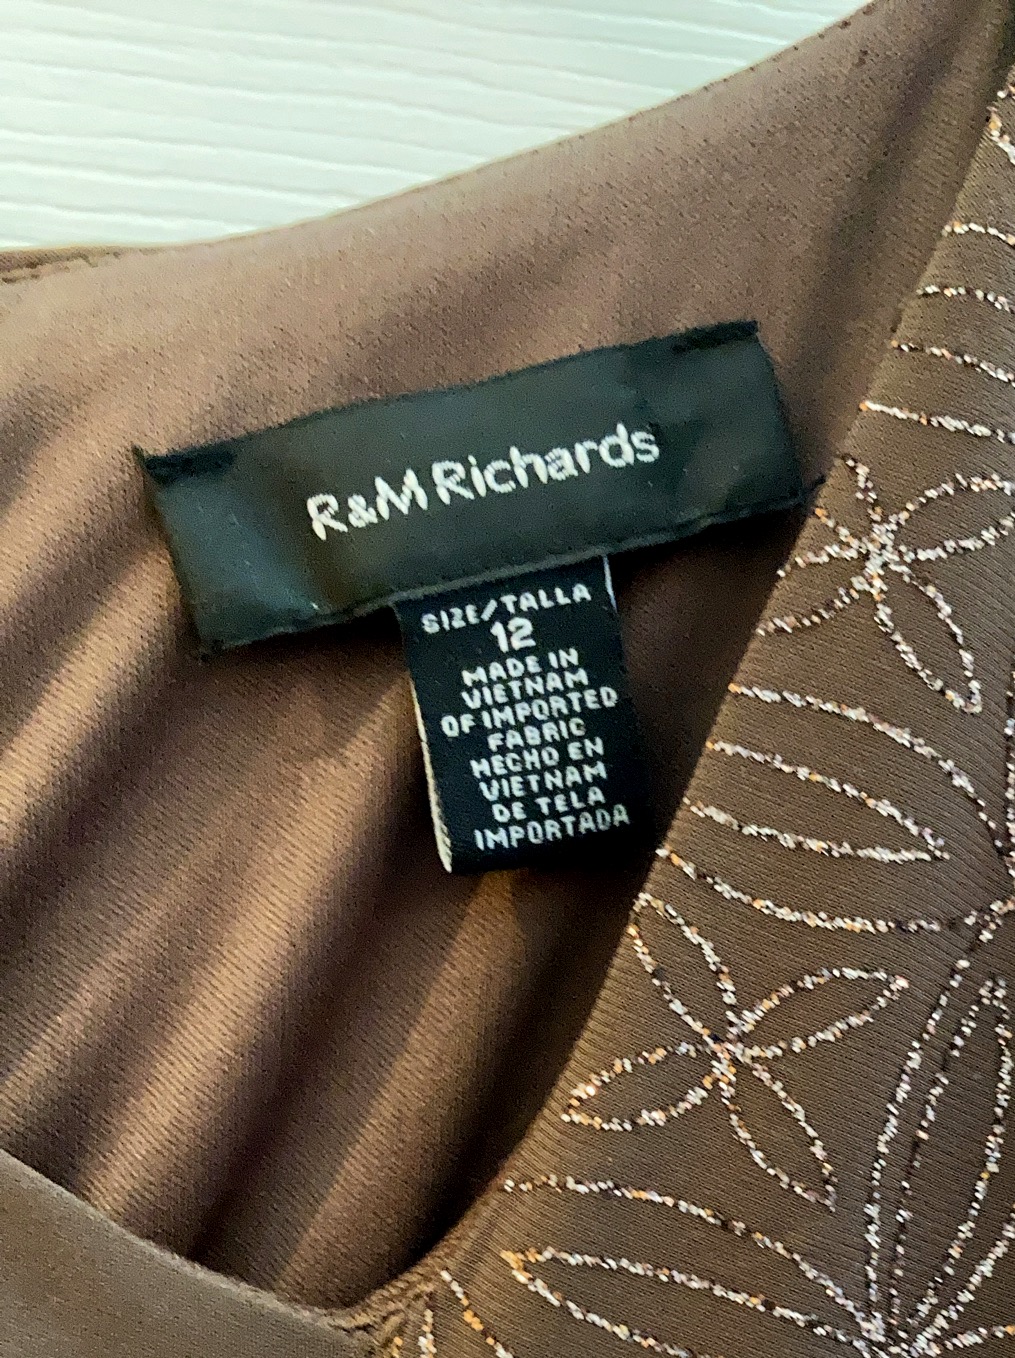 R&M Richards
SIZE/TALLA
12
MADE IN
VIETNAM
OF IMPORTED
FABRIC
HECHO EN
VIETNAM
DE TELA
IMPORTADA